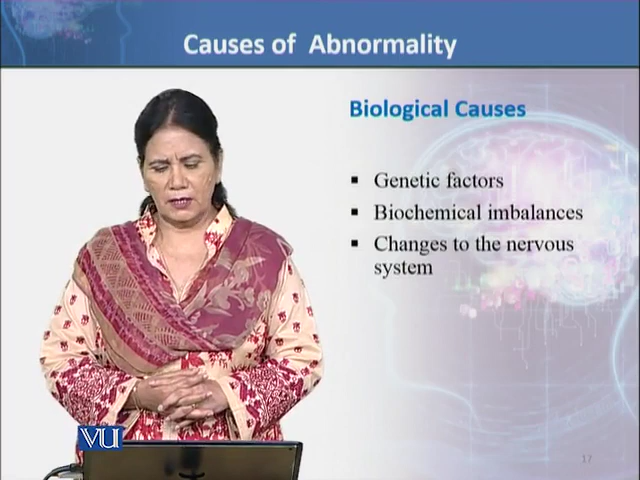 Causes of Abnormality
Biological Causes
▪ Genetic factors
▪ Biochemical imbalances
▪ Changes to the nervous
system
VU
17